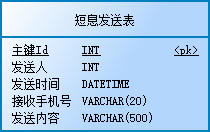 短息发送表
主键Id INT <pk>
发送人 INT
发送时间 DATETIME
接收手机号 VARCHAR(20)
发送内容 VARCHAR(500)